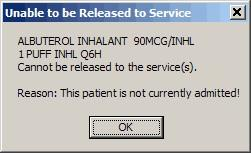 Unable to be Released to Service
ALBUTEROL INHALANT 90MCG/INHL
1 PUFF INHL Q6H
Cannot be released to the service(s).
Reason: This patient is not currently admitted!
OK